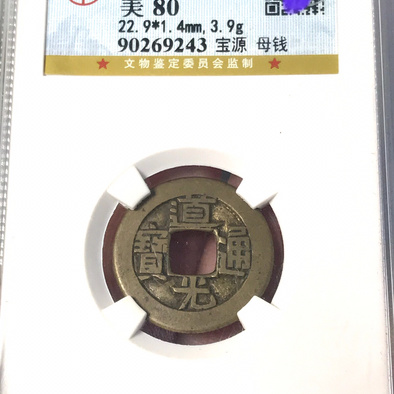 美 80
22.9*1.4mm,3.9g
90269243 宝源 母钱
★ 文物鉴定委员会监制 ★
道
寶 通
光